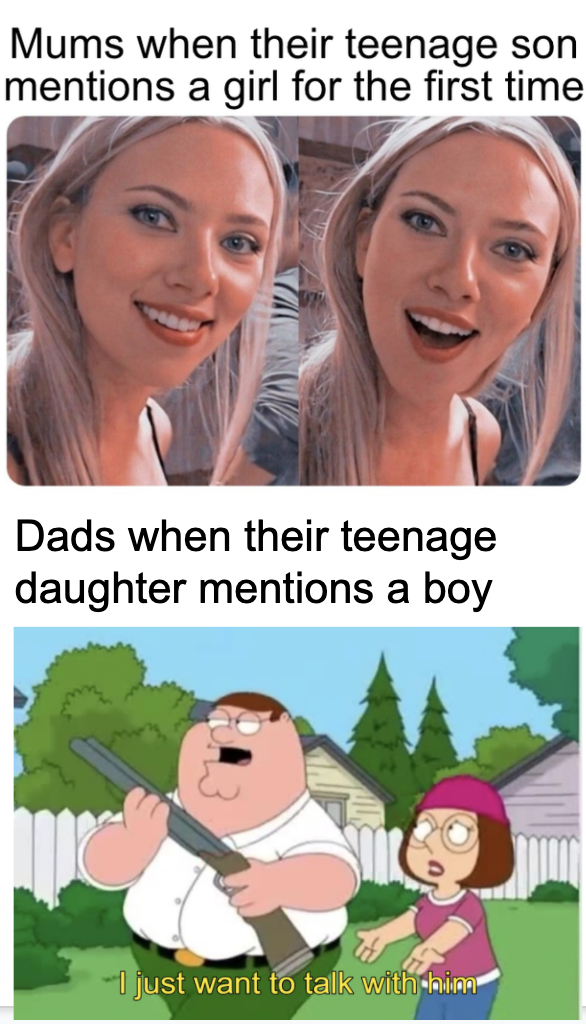 Mums when their teenage son
mentions a girl for the first time
Dads when their teenage
daughter mentions a boy
I just want to talk with him